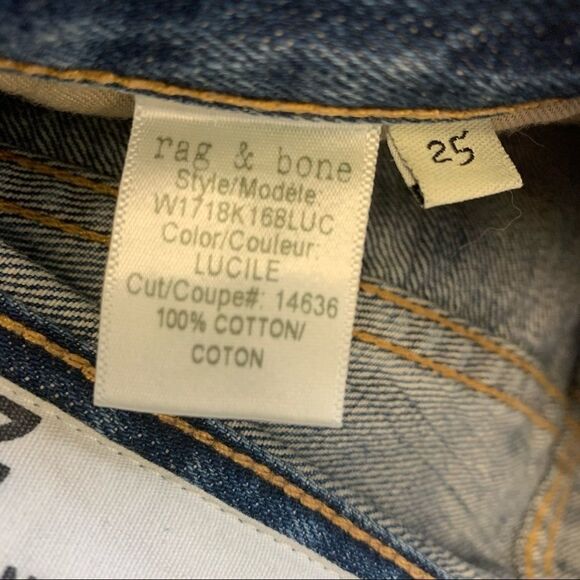 rag & bone
Style/Modèle:
W1718K168LUC
Color/Couleur:
LUCILE
Cut/Coupe#: 14636
100% COTTON/
COTON
25